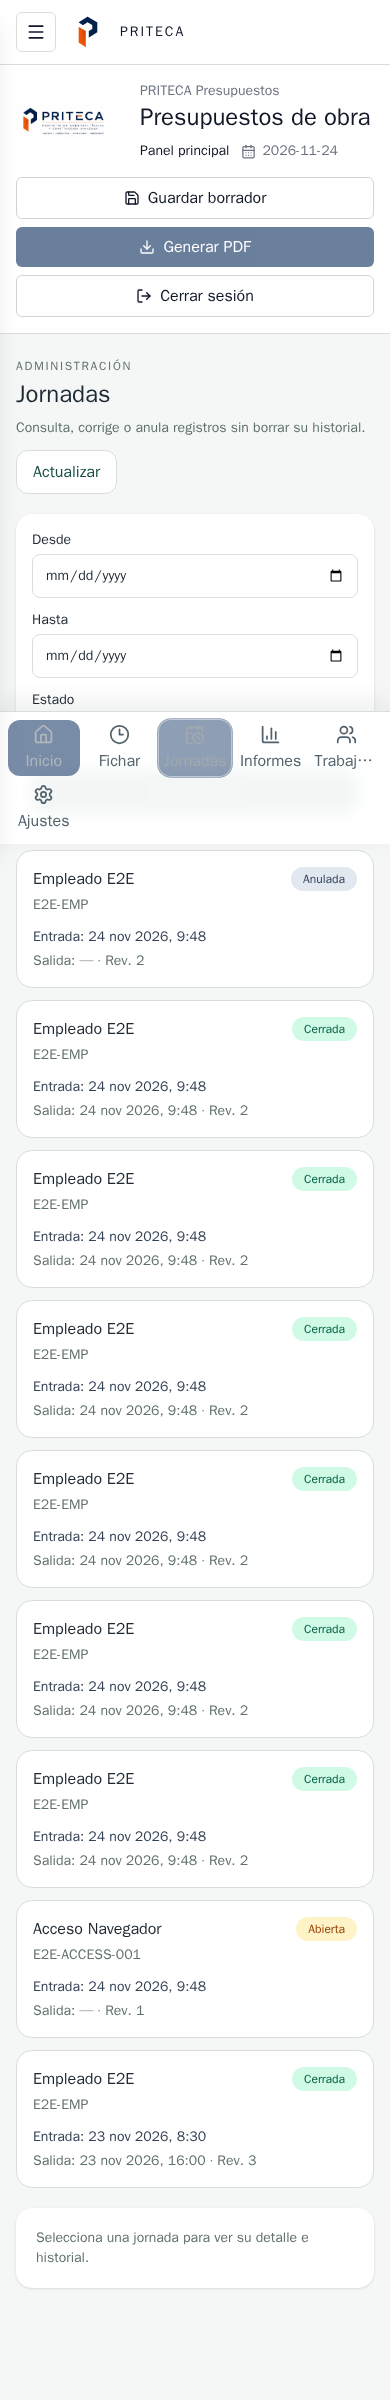 PRITECA
PRITECA
PRITECA Presupuestos
Presupuestos de obra
Panel principal 2026-11-24
Guardar borrador
Generar PDF
Cerrar sesión
ADMINISTRACIÓN
Jornadas
Consulta, corrige o anula registros sin borrar su historial.
Actualizar
Desde
mm/dd/yyyy
Hasta
mm/dd/yyyy
Estado
Inicio Fichar Jornadas Informes Trabaj…
Ajustes
Empleado E2E Anulada
E2E-EMP
Entrada: 24 nov 2026, 9:48
Salida: — · Rev. 2
Empleado E2E Cerrada
E2E-EMP
Entrada: 24 nov 2026, 9:48
Salida: 24 nov 2026, 9:48 · Rev. 2
Empleado E2E Cerrada
E2E-EMP
Entrada: 24 nov 2026, 9:48
Salida: 24 nov 2026, 9:48 · Rev. 2
Empleado E2E Cerrada
E2E-EMP
Entrada: 24 nov 2026, 9:48
Salida: 24 nov 2026, 9:48 · Rev. 2
Empleado E2E Cerrada
E2E-EMP
Entrada: 24 nov 2026, 9:48
Salida: 24 nov 2026, 9:48 · Rev. 2
Empleado E2E Cerrada
E2E-EMP
Entrada: 24 nov 2026, 9:48
Salida: 24 nov 2026, 9:48 · Rev. 2
Empleado E2E Cerrada
E2E-EMP
Entrada: 24 nov 2026, 9:48
Salida: 24 nov 2026, 9:48 · Rev. 2
Acceso Navegador Abierta
E2E-ACCESS-001
Entrada: 24 nov 2026, 9:48
Salida: — · Rev. 1
Empleado E2E Cerrada
E2E-EMP
Entrada: 23 nov 2026, 8:30
Salida: 23 nov 2026, 16:00 · Rev. 3
Selecciona una jornada para ver su detalle e
historial.